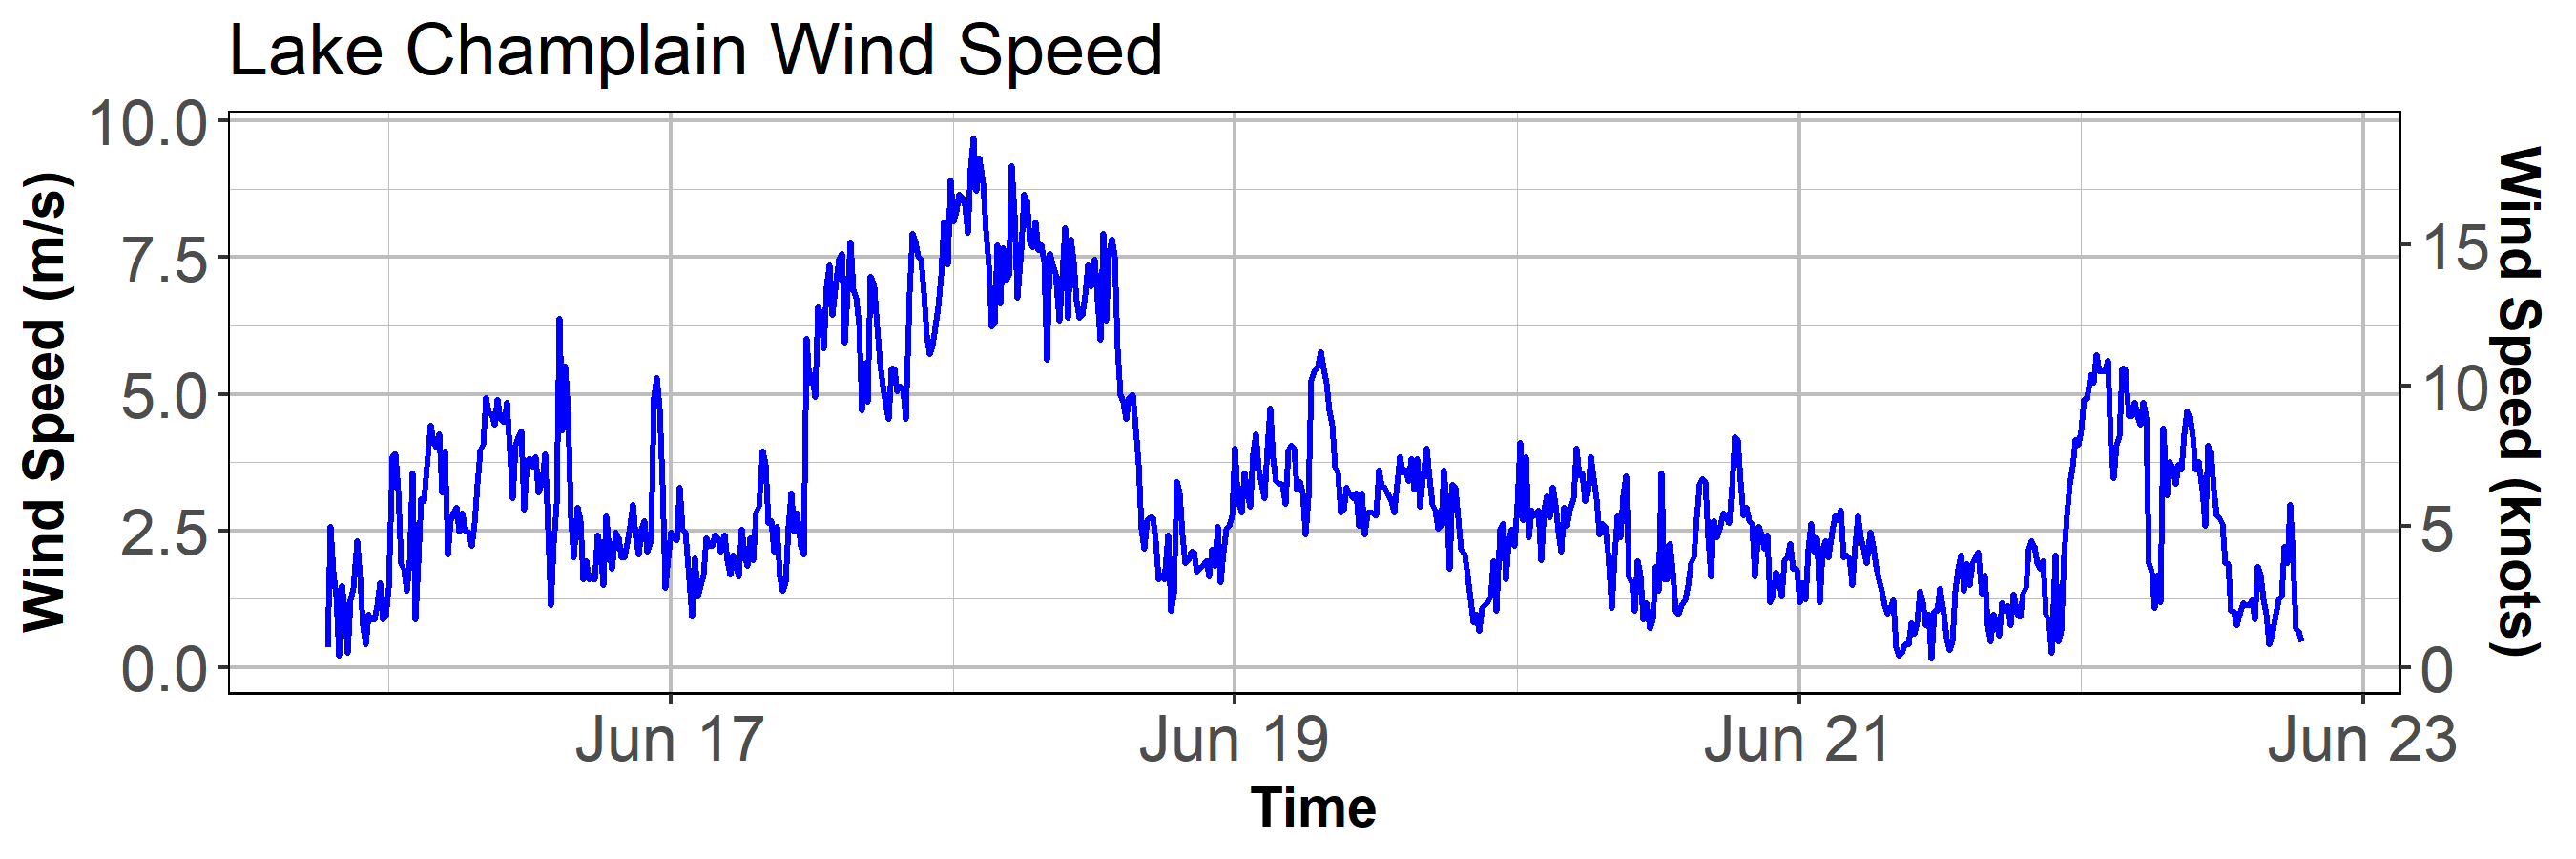 Lake Champlain Wind Speed
Wind Speed (m/s)
10.0
7.5
5.0
2.5
0.0
Wind Speed (knots)
15
10
5
0
Jun 17 Jun 19 Jun 21 Jun 23
Time